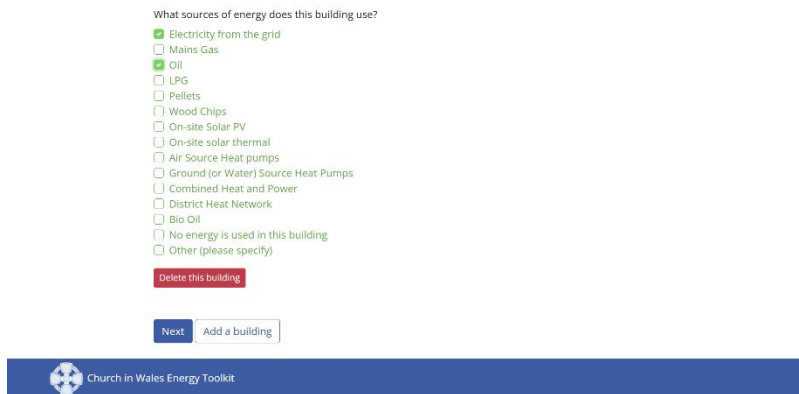 What sources of energy does this building use?
Electricity from the grid
Mains Gas
Oil
LPG
Pellets
Wood Chips
On-site Solar PV
On-site solar thermal
Air Source Heat pumps
Ground (or Water) Source Heat Pumps
Combined Heat and Power
District Heat Network
Bio Oil
No energy is used in this building
Other (please specify)
Delete this building
Next Add a building
Church in Wales Energy Toolkit